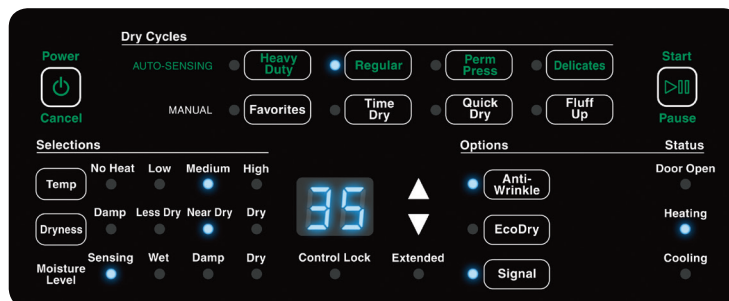 Dry Cycles
Power
Cancel
AUTO-SENSING Heavy Duty Regular Perm Press Delicates
MANUAL Favorites Time Dry Quick Dry Fluff Up
Start
Pause
Selections
Temp No Heat Low Medium High
Dryness Damp Less Dry Near Dry Dry
Moisture Level Sensing Wet Damp Dry
35
Control Lock Extended
Options
Anti-Wrinkle
EcoDry
Signal
Status
Door Open
Heating
Cooling